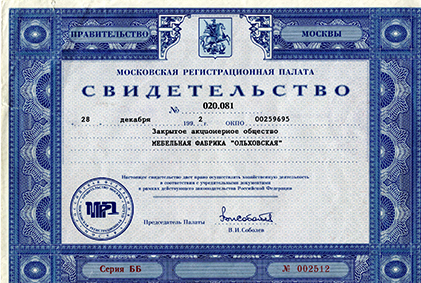 ПРАВИТЕЛЬСТВО МОСКВЫ
МОСКОВСКАЯ РЕГИСТРАЦИОННАЯ ПАЛАТА
СВИДЕТЕЛЬСТВО
№ 020.081
" 28 " декабря 199 2 г. ОКПО 00259695
Закрытое акционерное общество
МЕБЕЛЬНАЯ ФАБРИКА "ОЛЬХОВСКАЯ"
Настоящее свидетельство дает право осуществлять хозяйственную деятельность
в соответствии с учредительными документами
в рамках действующего законодательства Российской Федерации
Председатель Палаты
В.И.Соболев
Серия ББ № 002512